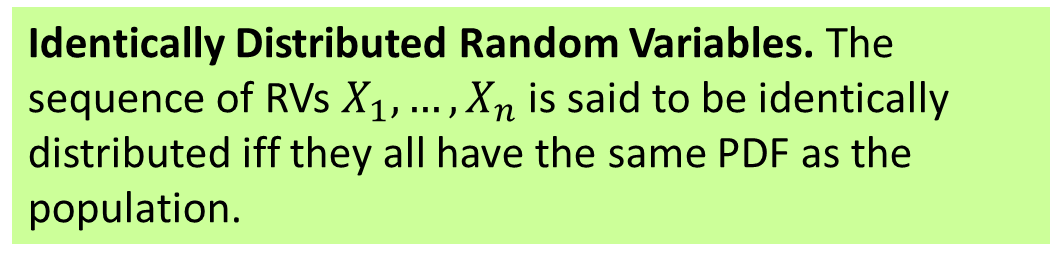 Identically Distributed Random Variables. The
sequence of RVs X₁, … , Xₙ is said to be identically
distributed iff they all have the same PDF as the
population.